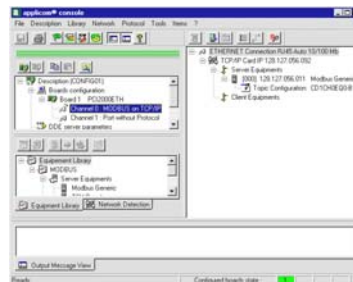 applicom® console
File Description Library Network Protocol Tools Items ?
Description [CONFIG01]
Boards configuration
Board 1 PCI2000ETH
Channel 0 : MODBUS on TCP/IP
Channel 1 : Port without Protocol
DDE server parameters
Equipment Library
MODBUS
Server Equipments
Modbus Generic
Equipment Library Network Detection
ETHERNET Connection RJ45 Auto 10/100 Mb
TCP/IP Card IP 128.127.056.092
Server Equipments
[000] 128.127.056.011 Modbus Generic
Topic Configuration
Client Equipments
Output Message View
Ready Configured boards state 1